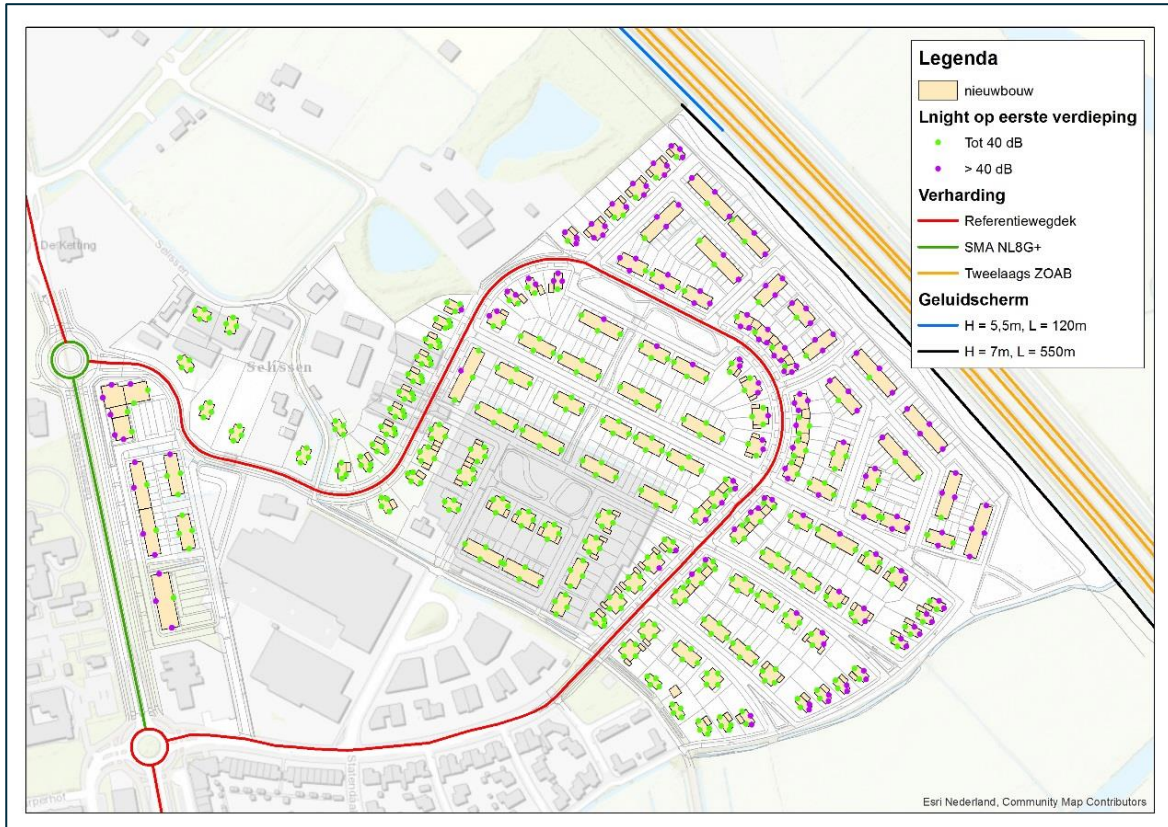 Legenda
nieuwbouw
Lnight op eerste verdieping
Tot 40 dB
> 40 dB
Verharding
Referentiewegdek
SMA NL8G+
Tweelaags ZOAB
Geluidscherm
H = 5,5m, L = 120m
H = 7m, L = 550m
De Ketting
Selissen
Selissen
Esri Nederland, Community Map Contributors